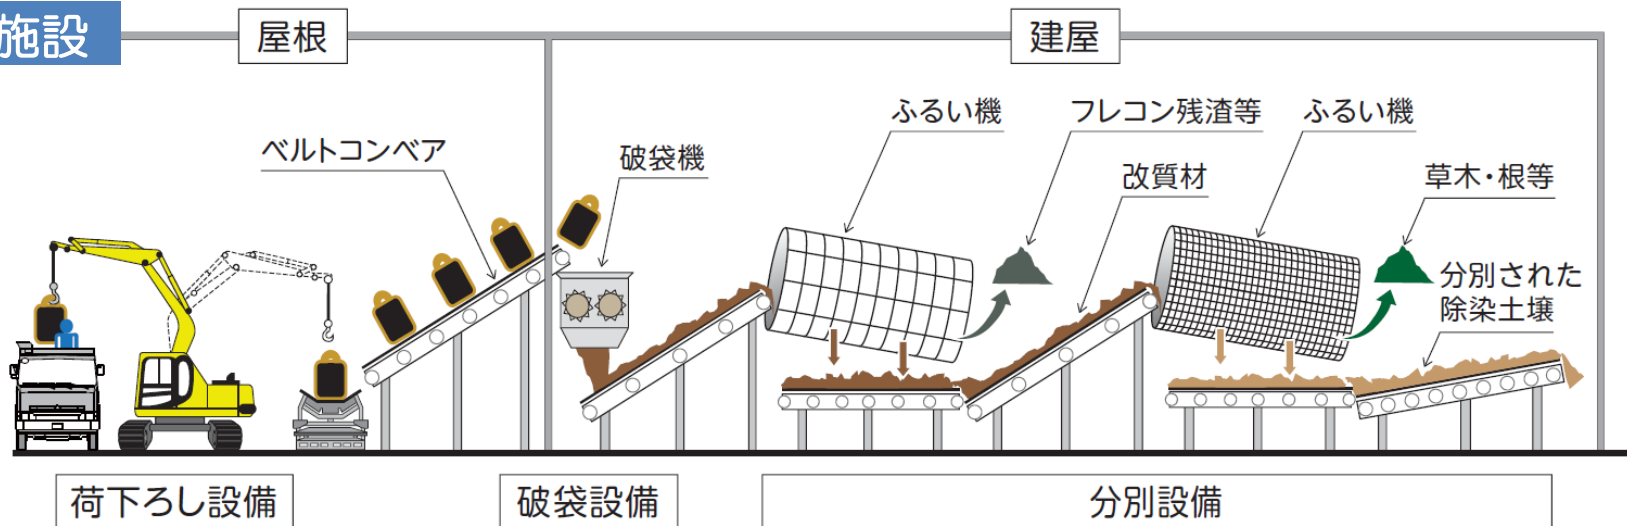 施設
屋根
建屋
ベルトコンベア
破袋機
ふるい機
フレコン残渣等
改質材
ふるい機
草木・根等
分別された
除染土壌
荷下ろし設備
破袋設備
分別設備